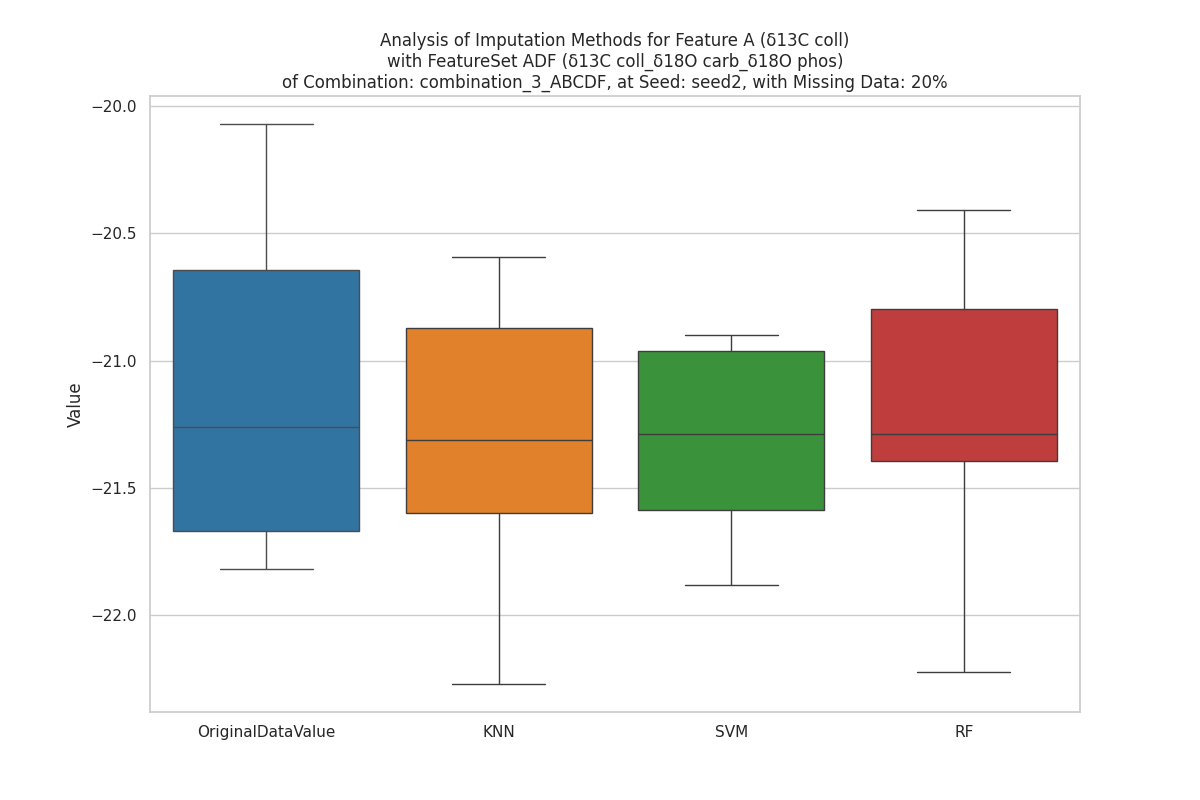 Analysis of Imputation Methods for Feature A (δ13C coll)
with FeatureSet ADF (δ13C coll_δ18O carb_δ18O phos)
of Combination: combination_3_ABCDF, at Seed: seed2, with Missing Data: 20%
−20.0
−20.5
−21.0
−21.5
−22.0
Value
OriginalDataValue
KNN
SVM
RF